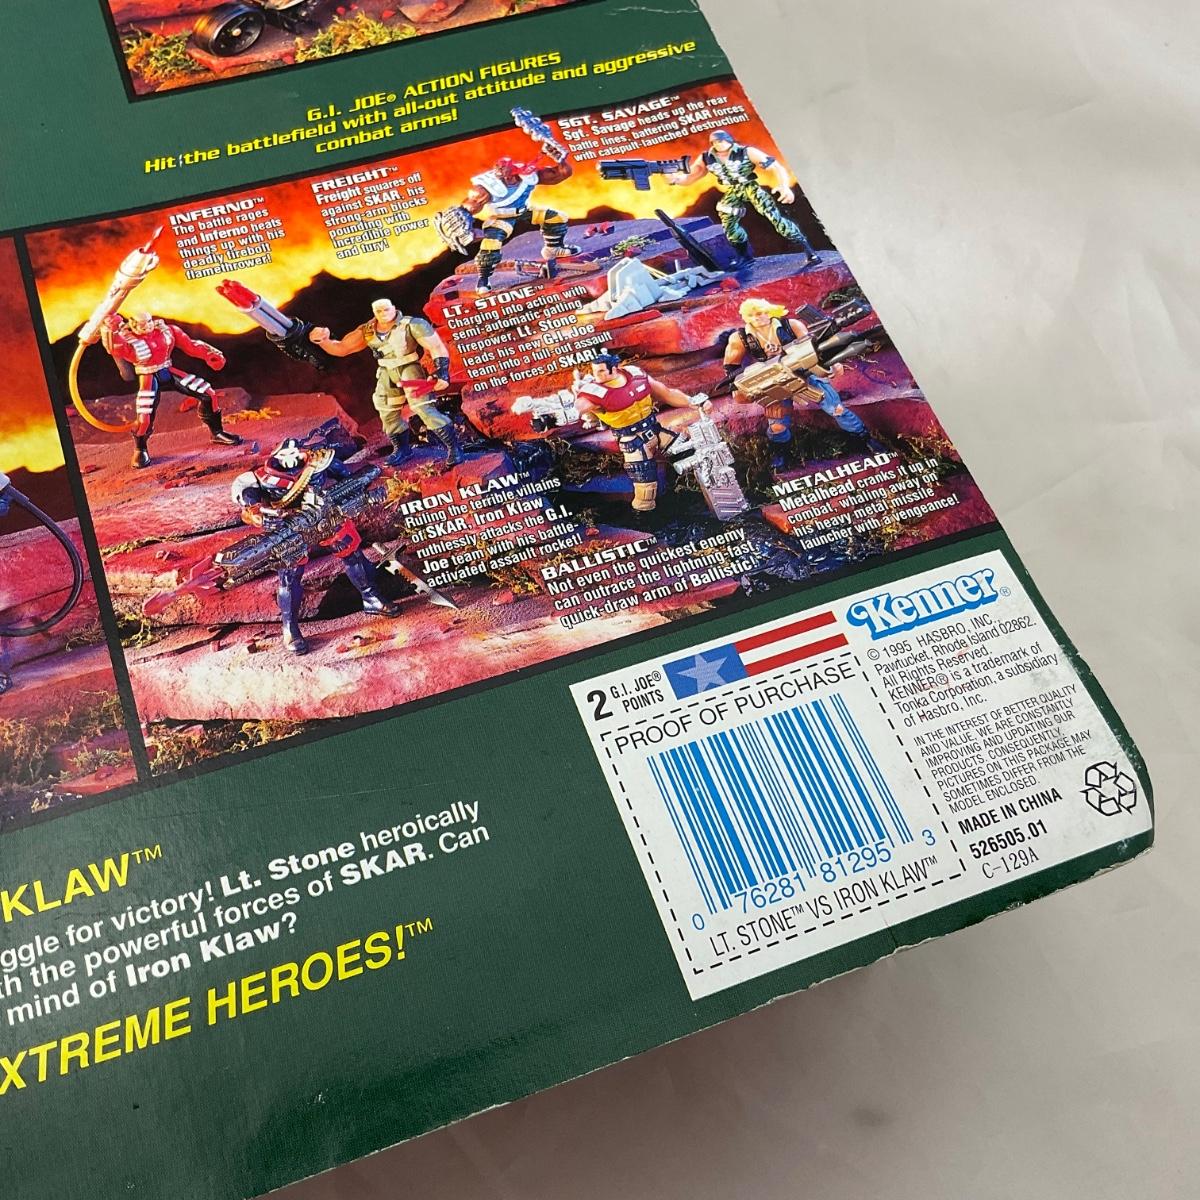 G.I. JOE® ACTION FIGURES
Hit the battlefield with all-out attitude and aggressive
combat arms!
SGT. SAVAGE™
Sgt. Savage heads up the rear
battle lines, battering SKAR forces
with catapult-launched destruction!
FREIGHT™
Freight squares off
against SKAR, his
strong-arm blocks
pounding with
incredible power
and fury!
INFERNO™
The battle rages
and Inferno heats
things up with his
deadly firebolt
flamethrower!
LT. STONE™
Charging into action with
semi-automatic gatling
firepower, Lt. Stone
leads his new G.I. Joe
team into a full-out assault
on the forces of SKAR!
IRON KLAW™
Ruling the terrible villains
of SKAR, Iron Klaw
ruthlessly attacks the G.I.
Joe team with his battle-
activated assault rocket!
METALHEAD™
Metalhead cranks it up in
combat, whaling away on
his heavy metal missile
launcher with a vengeance!
BALLISTIC™
Not even the quickest enemy
can outrace the lightning-fast
quick-draw arm of Ballistic!
KLAW™
ggle for victory! Lt. Stone heroically
th the powerful forces of SKAR. Can
mind of Iron Klaw?
XTREME HEROES!™
2 G.I. JOE®
POINTS
PROOF OF PURCHASE
0 76281 81295 3
LT. STONE™ VS IRON KLAW™
Kenner®
© 1995 HASBRO, INC.,
Pawtucket, Rhode Island 02862.
All Rights Reserved.
KENNER® is a trademark of
Tonka Corporation, a subsidiary
of Hasbro, Inc.
IN THE INTEREST OF BETTER QUALITY
AND VALUE, WE ARE CONSTANTLY
IMPROVING AND UPDATING OUR
PRODUCTS. CONSEQUENTLY,
PICTURES ON THIS PACKAGE MAY
SOMETIMES DIFFER FROM THE
MODEL ENCLOSED.
MADE IN CHINA
526505.01
C-129A